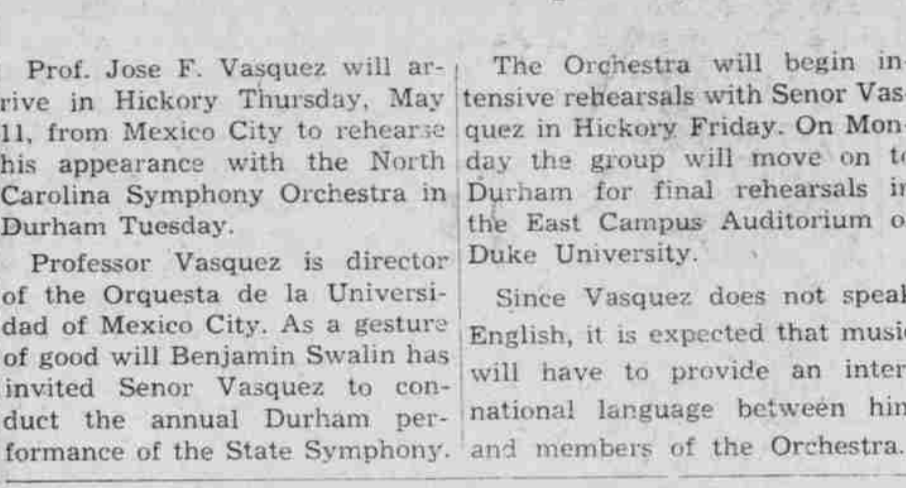 Prof. Jose F. Vasquez will ar-
rive in Hickory Thursday, May
11, from Mexico City to rehearse
his appearance with the North
Carolina Symphony Orchestra in
Durham Tuesday.
Professor Vasquez is director
of the Orquesta de la Universi-
dad of Mexico City. As a gesture
of good will Benjamin Swalin has
invited Senor Vasquez to con-
duct the annual Durham per-
formance of the State Symphony.
The Orchestra will begin in-
tensive rehearsals with Senor Vas-
quez in Hickory Friday. On Mon-
day the group will move on to
Durham for final rehearsals in
the East Campus Auditorium o
Duke University.
Since Vasquez does not speak
English, it is expected that music
will have to provide an inter
national language between him
and members of the Orchestra.